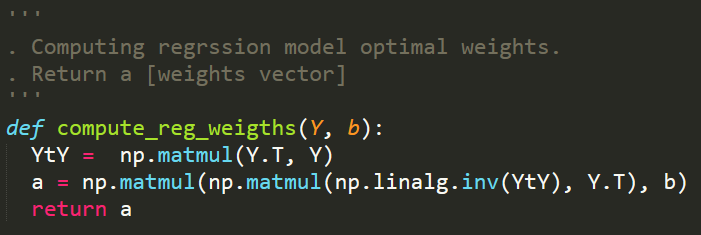 '''
. Computing regrssion model optimal weights.
. Return a [weights vector]
'''
def compute_reg_weigths(Y, b):
  YtY =  np.matmul(Y.T, Y)
  a = np.matmul(np.matmul(np.linalg.inv(YtY), Y.T), b)
  return a